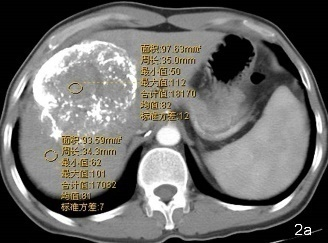 面积:97.63mm²
周长:35.0mm
最小值:50
最大值:112
合计值:18170
均值:82
标准方差:12
面积:93.59mm²
周长:34.3mm
最小值:62
最大值:101
合计值:17082
均值:81
标准方差:7
2a